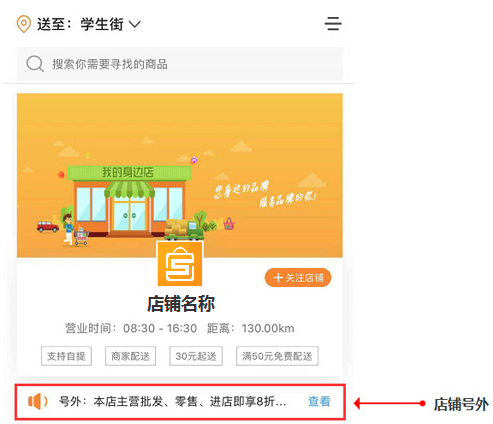 送至：学生街
搜索你需要寻找的商品
我的身边店
您身边的品牌
服务品牌的你!
+关注店铺
店铺名称
营业时间：08:30 - 16:30 距离：130.00km
支持自提 商家配送 30元起送 满50元免费配送
号外：本店主营批发、零售、进店即享8折... 查看
店铺号外